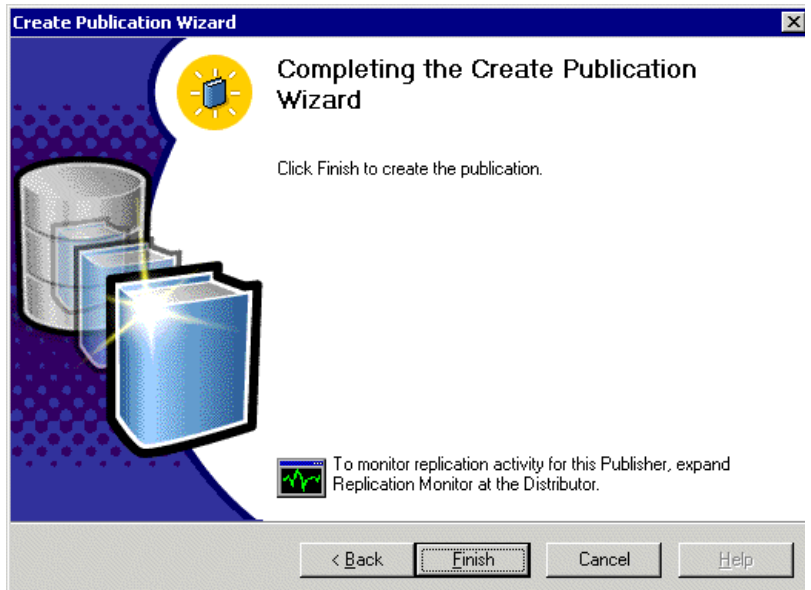 Create Publication Wizard
Completing the Create Publication
Wizard
Click Finish to create the publication.
To monitor replication activity for this Publisher, expand
Replication Monitor at the Distributor.
< Back Finish Cancel Help